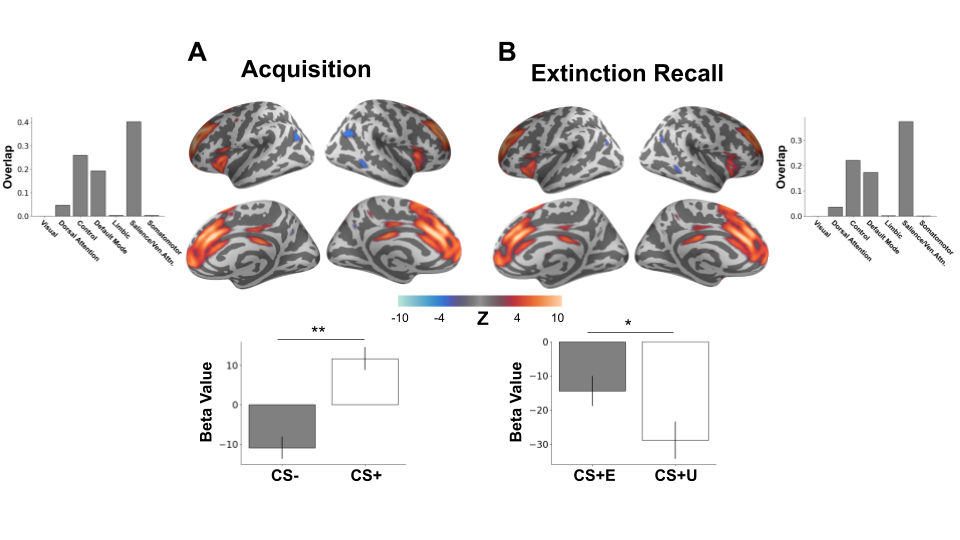 A
Acquisition
B
Extinction Recall
Overlap
0.4
0.3
0.2
0.1
0.0
Visual
Dorsal Attention
Control
Default Mode
Limbic
Salience/Ven.Attn.
Somatomotor
Overlap
0.3
0.2
0.1
0.0
Visual
Dorsal Attention
Control
Default Mode
Limbic
Salience/Ven.Attn.
Somatomotor
-10 -4 Z 4 10
**
Beta Value
10
0
−10
CS- CS+
*
Beta Value
0
−10
−20
−30
CS+E CS+U